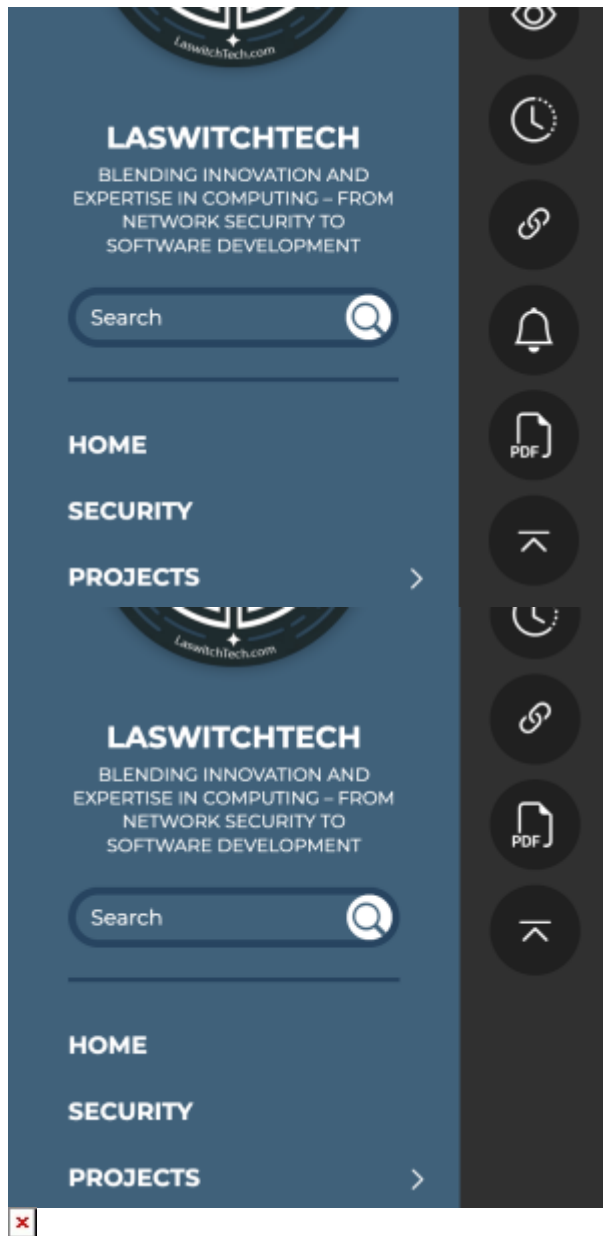 LaswitchTech.com
LASWITCHTECH
BLENDING INNOVATION AND
EXPERTISE IN COMPUTING – FROM
NETWORK SECURITY TO
SOFTWARE DEVELOPMENT
Search
HOME
SECURITY
PROJECTS
PDF
LaswitchTech.com
LASWITCHTECH
BLENDING INNOVATION AND
EXPERTISE IN COMPUTING – FROM
NETWORK SECURITY TO
SOFTWARE DEVELOPMENT
Search
HOME
SECURITY
PROJECTS
PDF